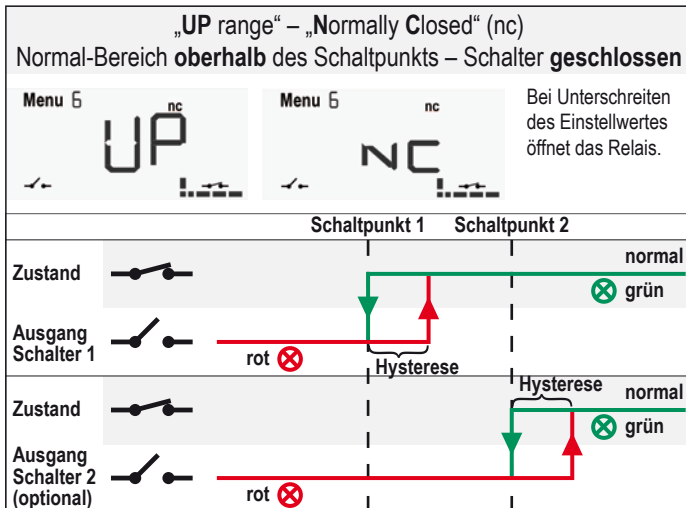 „UP range“ – „Normally Closed“ (nc)
Normal-Bereich oberhalb des Schaltpunkts – Schalter geschlossen
Menu 6
nc
UP
Menu 6
nc
NC
Bei Unterschreiten
des Einstellwertes
öffnet das Relais.
Schaltpunkt 1
Schaltpunkt 2
Zustand
normal
grün
Ausgang
Schalter 1
rot
Hysterese
Zustand
Hysterese
normal
grün
Ausgang
Schalter 2
(optional)
rot